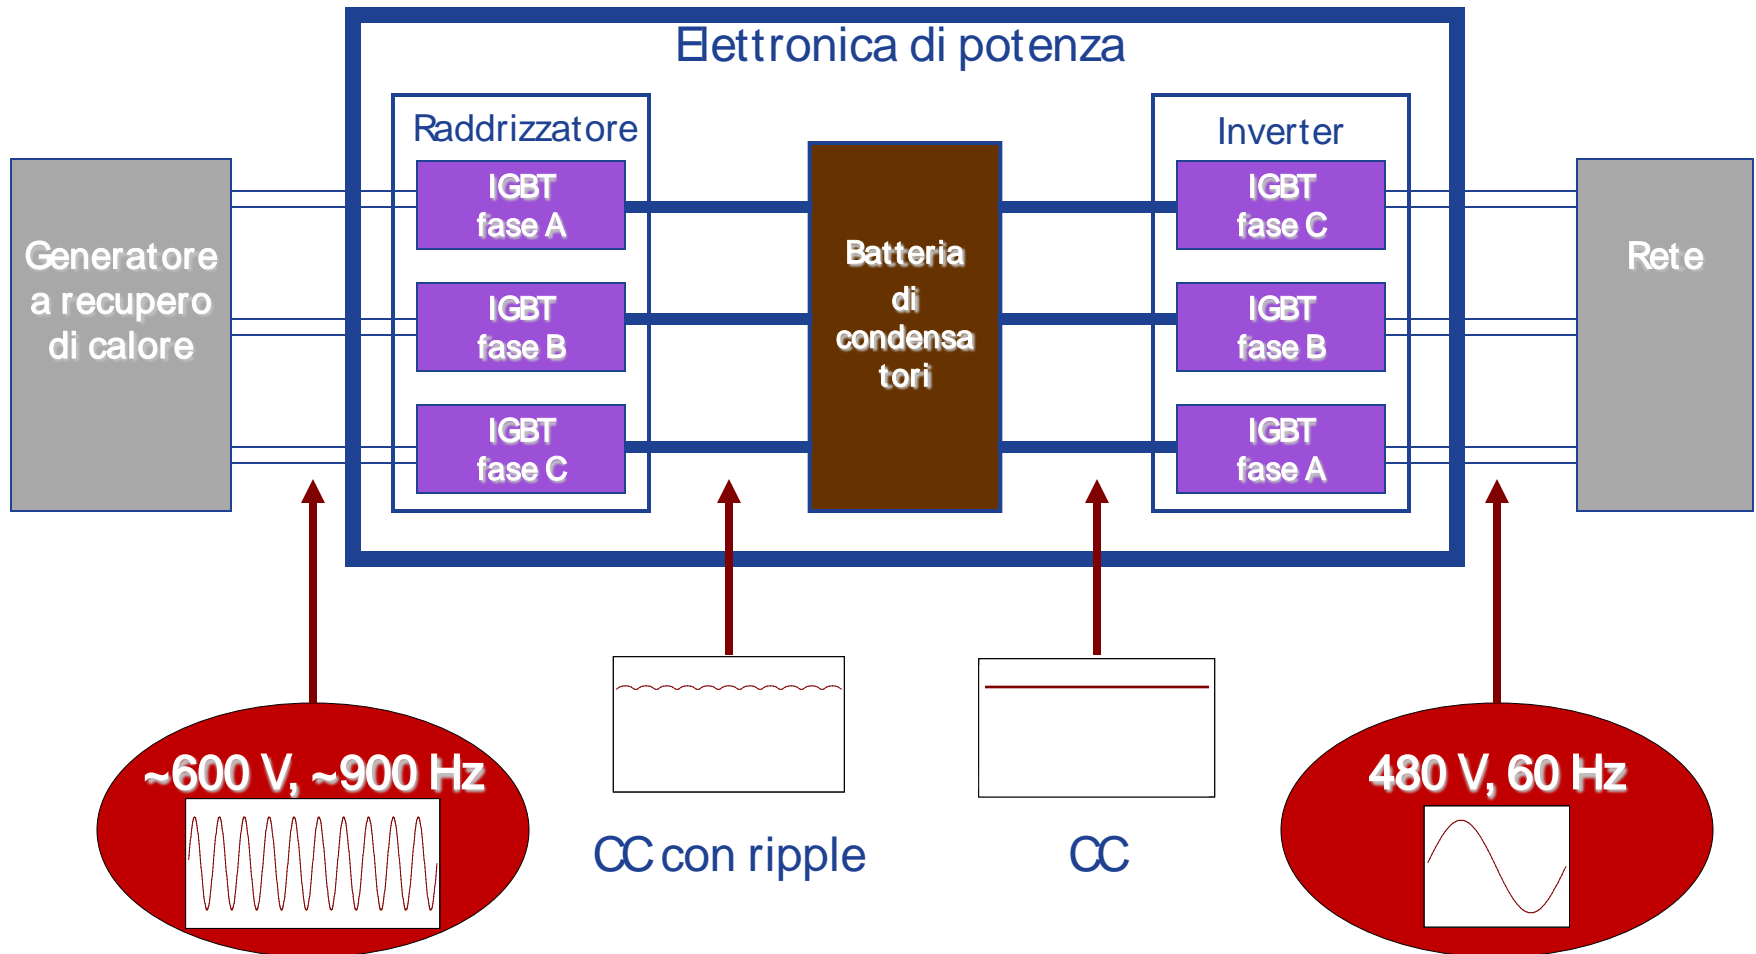 Elettronica di potenza
Raddrizzatore
Inverter
IGBT
fase A
IGBT
fase B
IGBT
fase C
Generatore
a recupero
di calore
Batteria
di
condensa
tori
IGBT
fase C
IGBT
fase B
IGBT
fase A
Rete
~600 V, ~900 Hz
CC con ripple
CC
480 V, 60 Hz